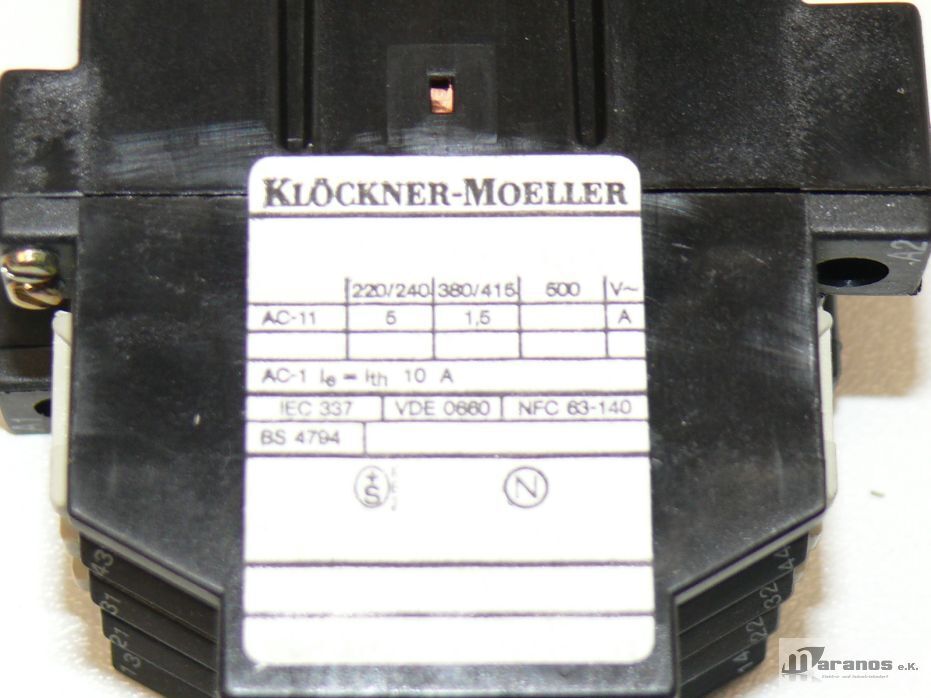 KLÖCKNER-MOELLER
220/240 380/415 500 V~
AC-11 5 1,5 A
AC-1 Ie = Ith 10 A
IEC 337 VDE 0660 NFC 63-140
BS 4794
+S
N
A2
43 44
31 32
21 22
13 14
maranos e.K.